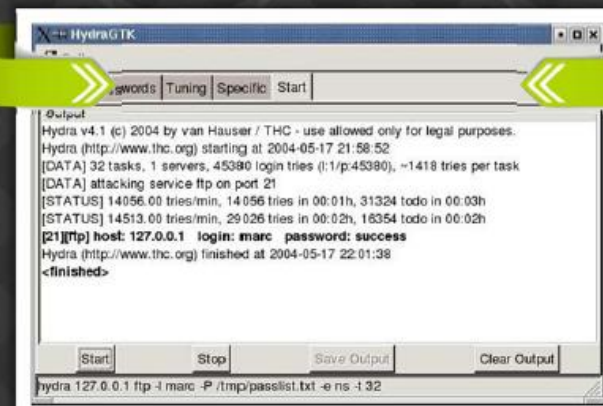 HydraGTK
swords Tuning Specific Start
Output
Hydra v4.1 (c) 2004 by van Hauser / THC - use allowed only for legal purposes.
Hydra (http://www.thc.org) starting at 2004-05-17 21:58:52
[DATA] 32 tasks, 1 servers, 45380 login tries (l:1/p:45380), ~1418 tries per task
[DATA] attacking service ftp on port 21
[STATUS] 14056.00 tries/min, 14056 tries in 00:01h, 31324 todo in 00:03h
[STATUS] 14513.00 tries/min, 29026 tries in 00:02h, 16354 todo in 00:02h
[21][ftp] host: 127.0.0.1 login: marc password: success
Hydra (http://www.thc.org) finished at 2004-05-17 22:01:38
<finished>
Start Stop Save Output Clear Output
hydra 127.0.0.1 ftp -l marc -P /tmp/passlist.txt -e ns -t 32